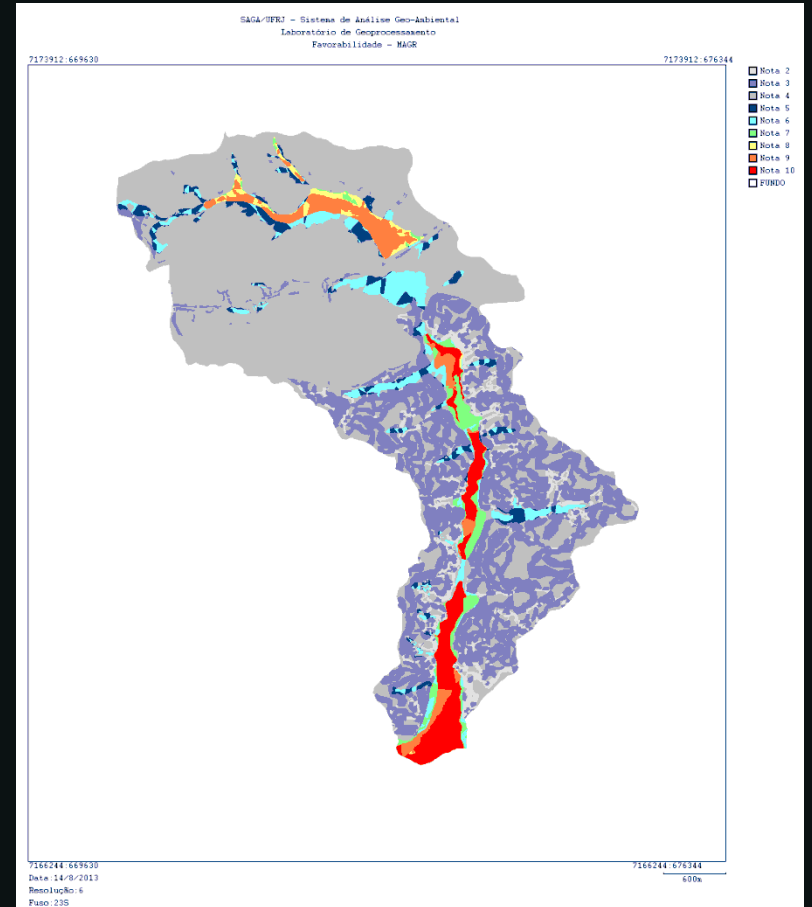 SAGA/UFRJ - Sistema de Análise Geo-Ambiental
Laboratório de Geoprocessamento
Favorabilidade - MAGR
7173912:669630
7173912:676344
Nota 2
Nota 3
Nota 4
Nota 5
Nota 6
Nota 7
Nota 8
Nota 9
Nota 10
FUNDO
7166244:669630
7166244:676344
Data:14/8/2013
600m
Resolução:6
Fuso:23S